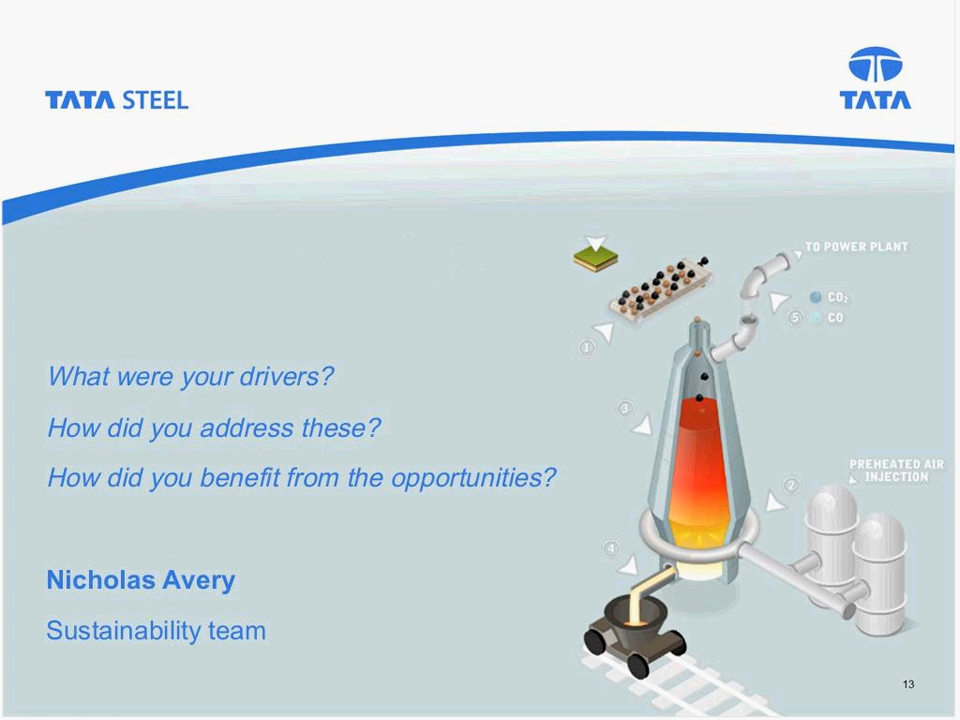 TATA STEEL
TATA
TO POWER PLANT
CO₂
5
CO
1
What were your drivers?
3
How did you address these?
How did you benefit from the opportunities?
PREHEATED AIR
INJECTION
2
4
Nicholas Avery
Sustainability team
13